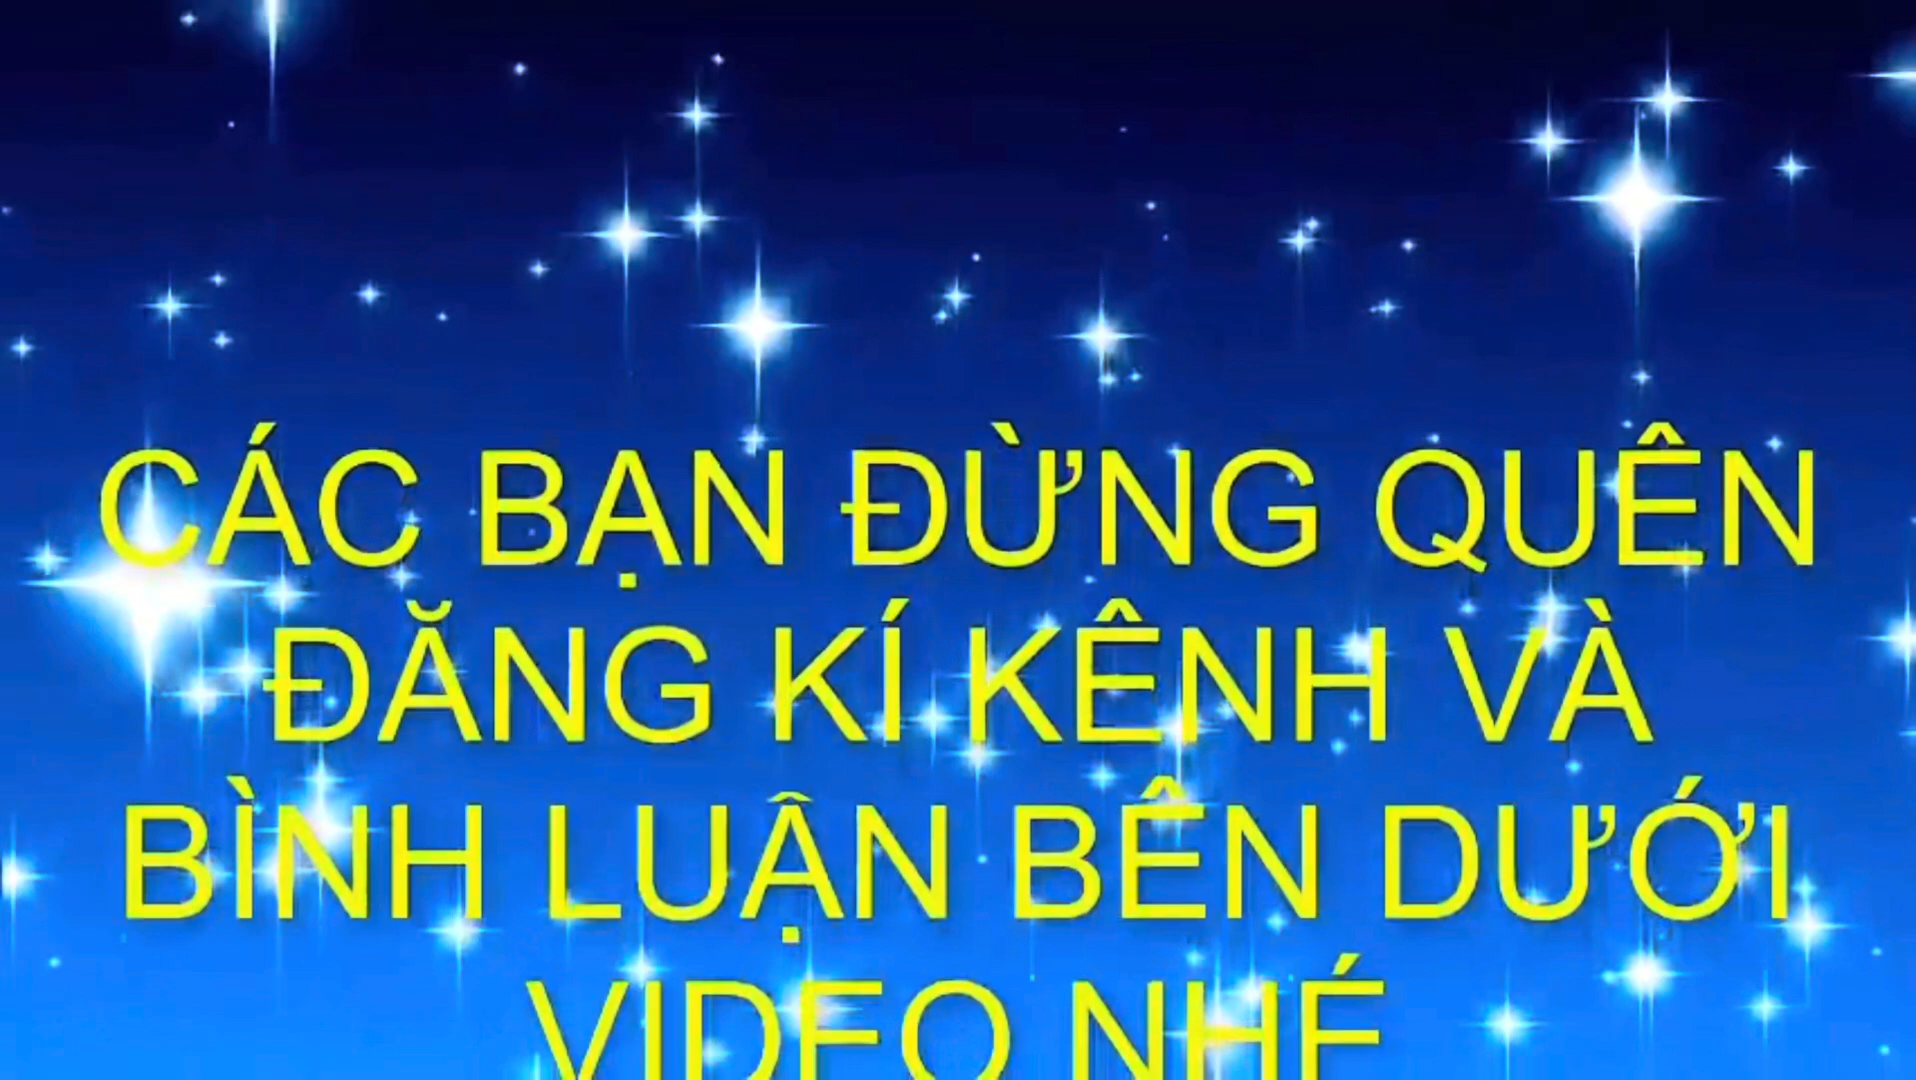 CÁC BẠN ĐỪNG QUÊN
ĐĂNG KÍ KÊNH VÀ
BÌNH LUẬN BÊN DƯỚI
VIDEO NHÉ